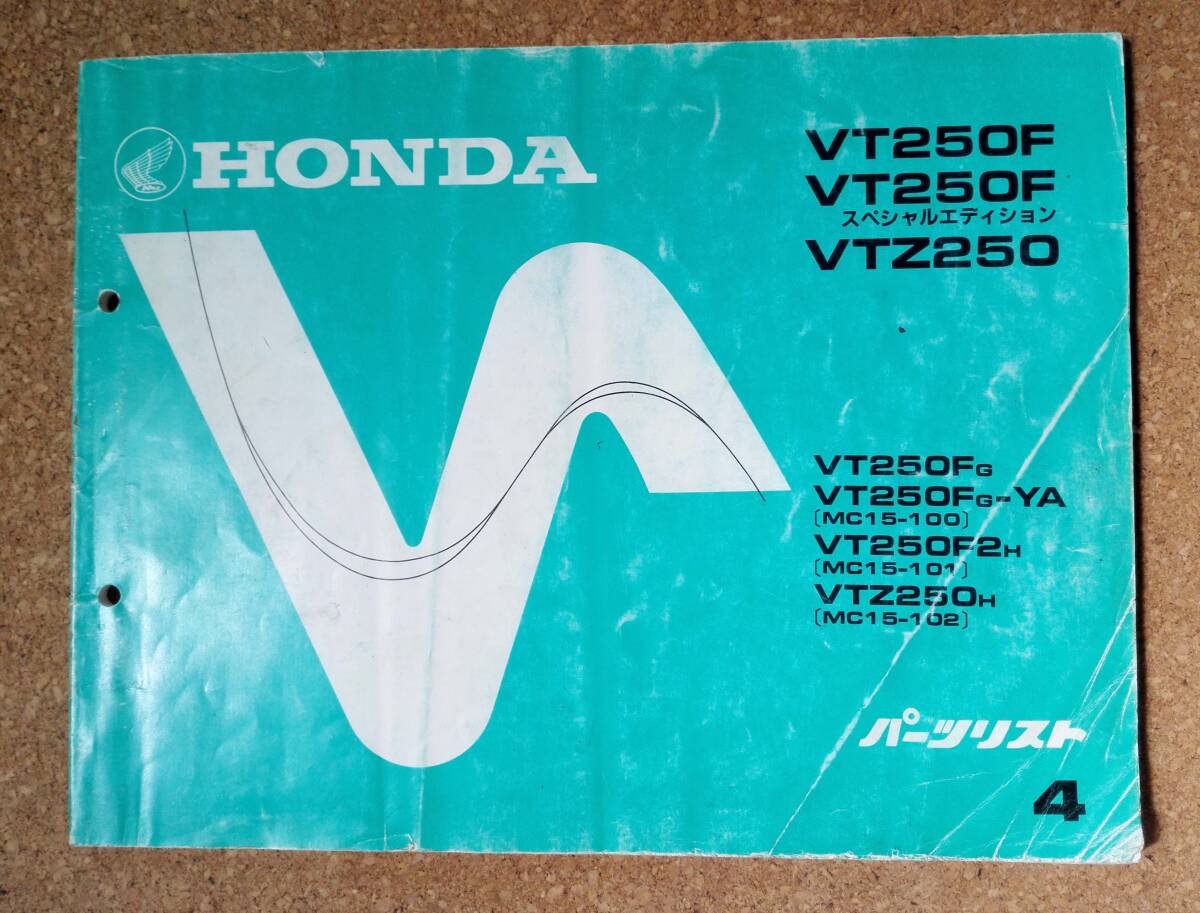 HONDA
VT250F
VT250F
スペシャルエディション
VTZ250
VT250FG
VT250FG-YA
〔MC15-100〕
VT250F2H
〔MC15-101〕
VTZ250H
〔MC15-102〕
パーツリスト
4